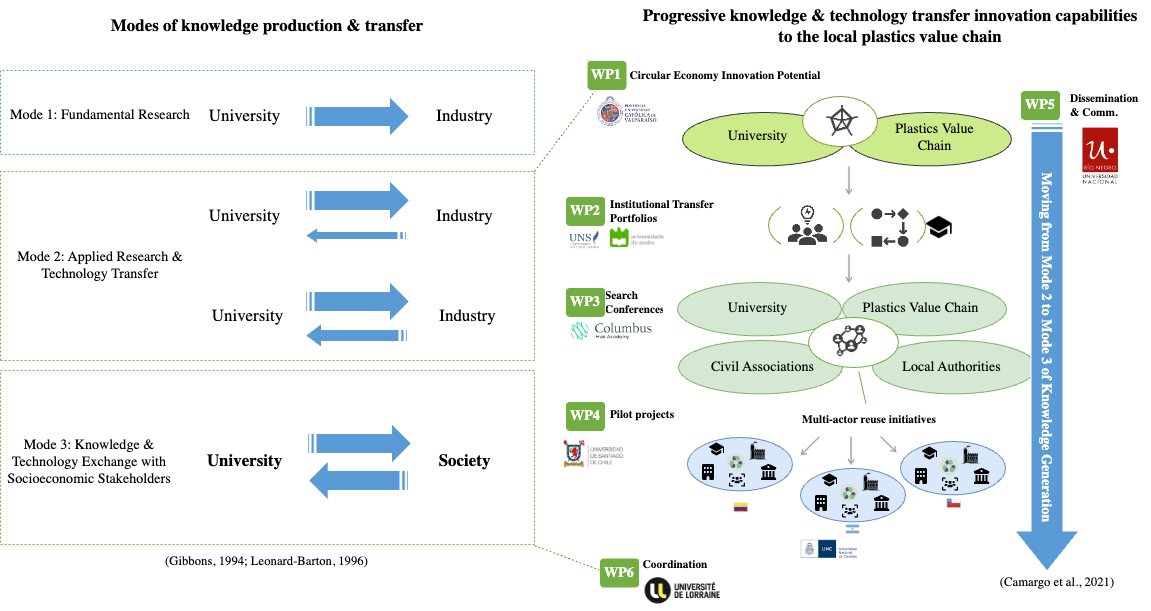 Modes of knowledge production & transfer
Mode 1: Fundamental Research
University
Industry
University
Industry
Mode 2: Applied Research &
Technology Transfer
University
Industry
Mode 3: Knowledge &
Technology Exchange with
Socioeconomic Stakeholders
University
Society
(Gibbons, 1994; Leonard-Barton, 1996)
Progressive knowledge & technology transfer innovation capabilities
to the local plastics value chain
WP1
Circular Economy Innovation Potential
PONTIFICIA
UNIVERSIDAD
CATÓLICA DE
VALPARAÍSO
University
Plastics Value
Chain
WP2
Institutional Transfer
Portfolios
UNS
universidade
de aveiro
WP3
Search
Conferences
Columbus
Hub Academy
University
Plastics Value Chain
Civil Associations
Local Authorities
WP4
Pilot projects
UNIVERSIDAD
DE SANTIAGO
DE CHILE
Multi-actor reuse initiatives
UNC
Universidad
Nacional
de Córdoba
WP6
Coordination
UNIVERSITÉ
DE LORRAINE
WP5
Dissemination
& Comm.
RÍO NEGRO
UNIVERSIDAD
NACIONAL
Moving from Mode 2 to Mode 3 of Knowledge Generation
(Camargo et al., 2021)